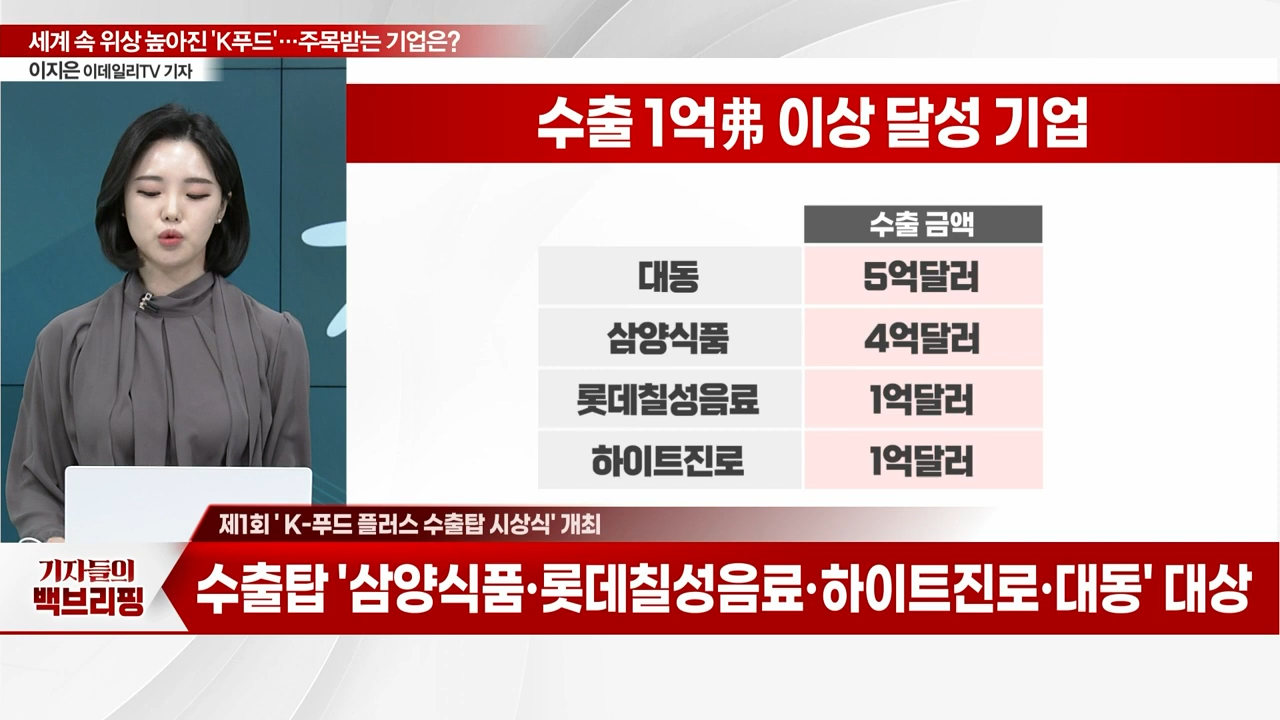 세계 속 위상 높아진 'K푸드'…주목받는 기업은?
이지은 이데일리TV 기자
수출 1억弗 이상 달성 기업
수출 금액
대동 5억달러
삼양식품 4억달러
롯데칠성음료 1억달러
하이트진로 1억달러
제1회 ' K-푸드 플러스 수출탑 시상식' 개최
기자들의
백브리핑
수출탑 '삼양식품·롯데칠성음료·하이트진로·대동' 대상